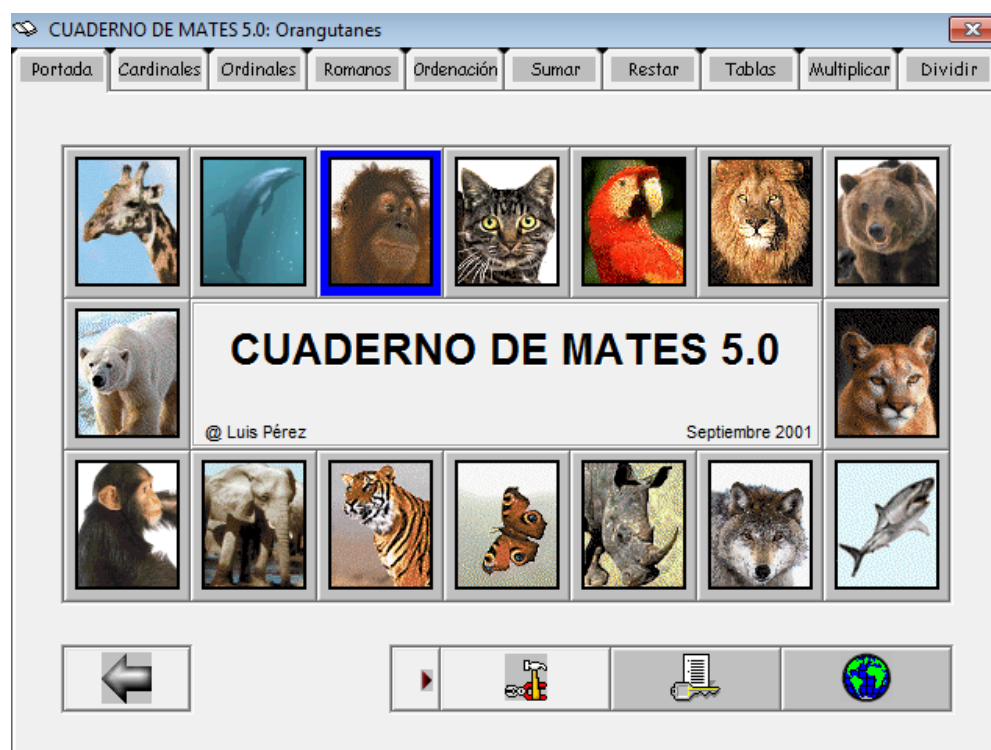 CUADERNO DE MATES 5.0: Orangutanes
Portada Cardinales Ordinales Romanos Ordenación Sumar Restar Tablas Multiplicar Dividir
CUADERNO DE MATES 5.0
@ Luis Pérez Septiembre 2001